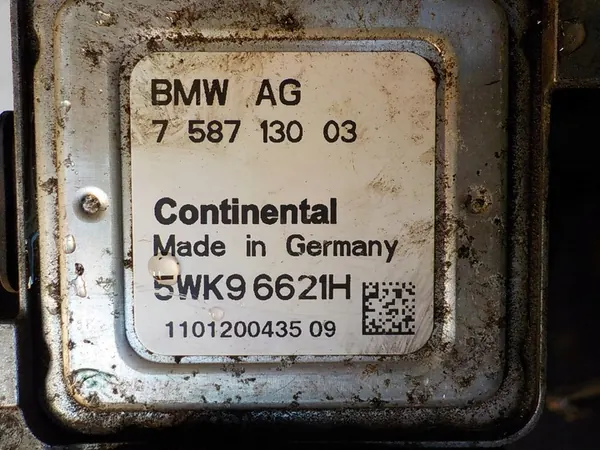 BMW AG
7 587 130 03
Continental
Made in Germany
5WK9 6621H
1101200435 09